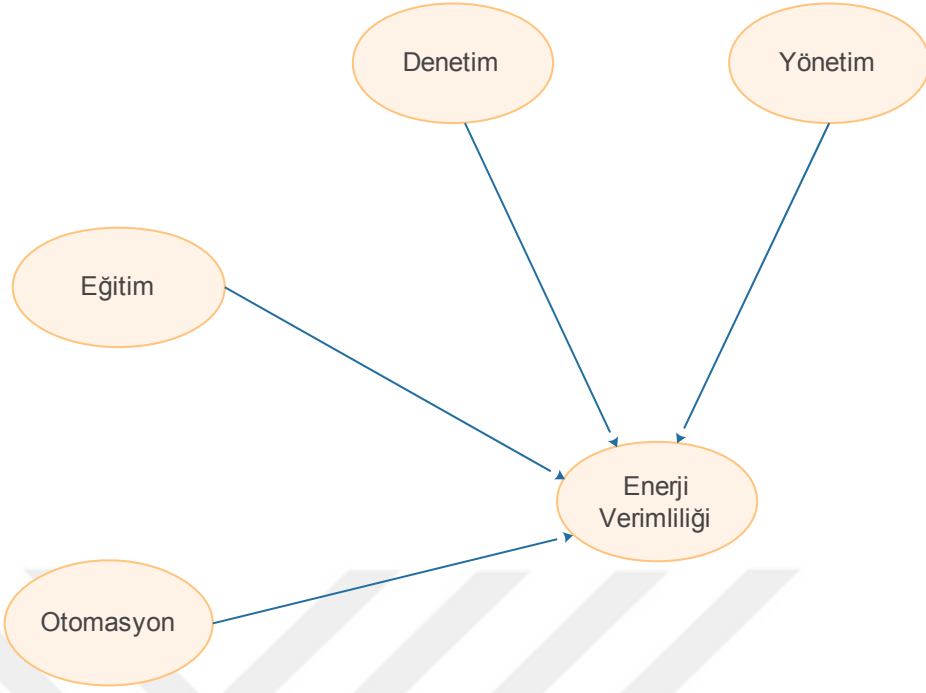 Denetim
Yönetim
Eğitim
Enerji
Verimliliği
Otomasyon